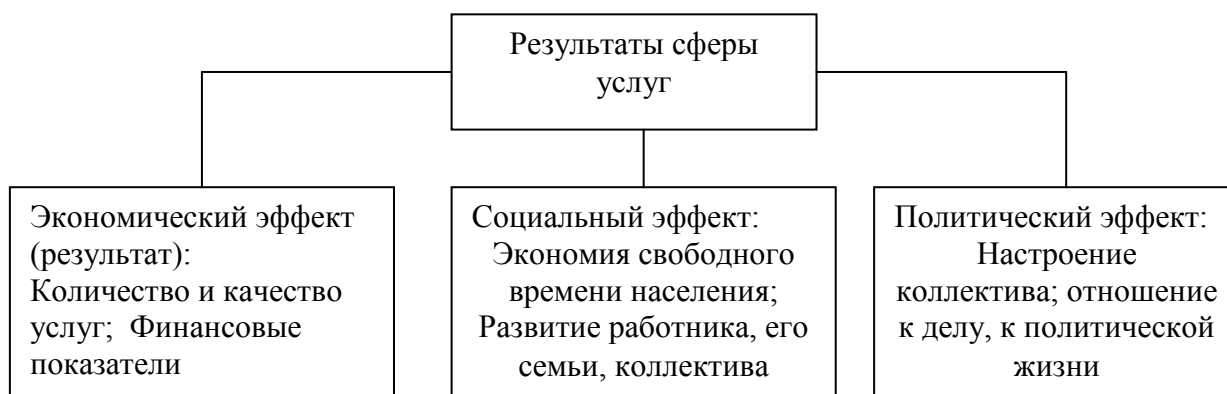 Результаты сферы
услуг
Экономический эффект
(результат):
Количество и качество
услуг; Финансовые
показатели
Социальный эффект:
Экономия свободного
времени населения;
Развитие работника, его
семьи, коллектива
Политический эффект:
Настроение
коллектива; отношение
к делу, к политической
жизни